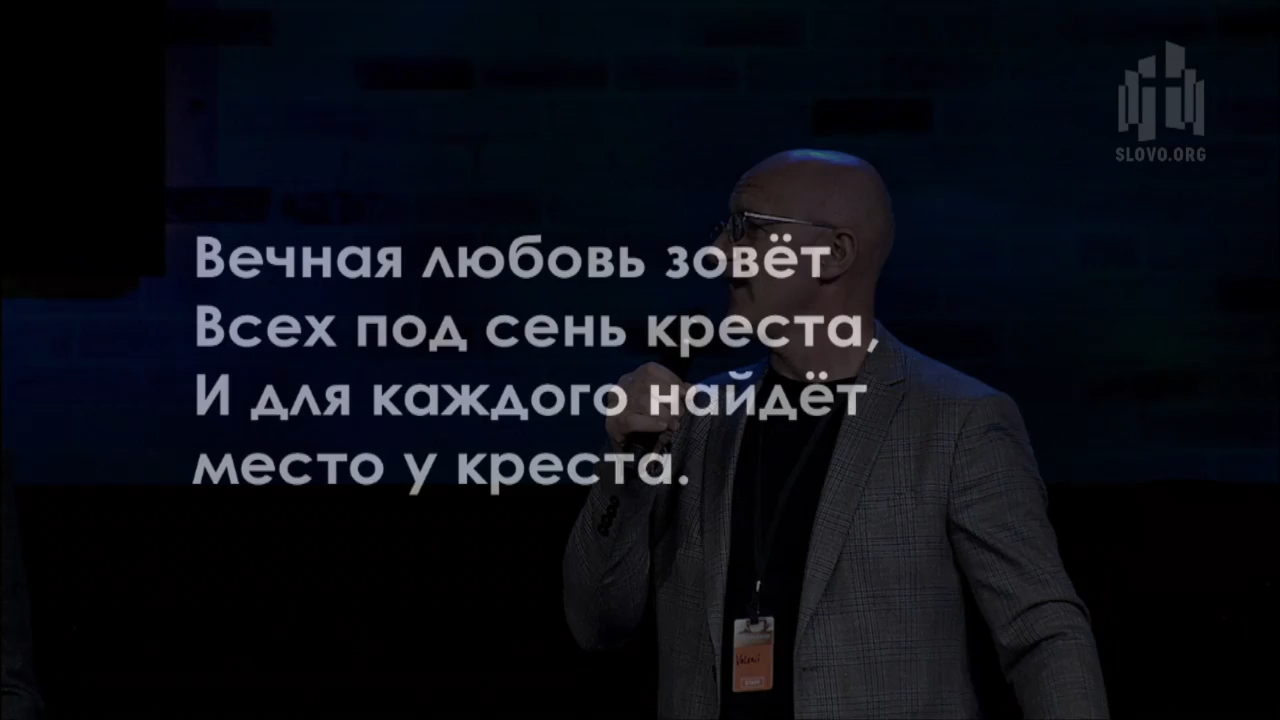 SLOVO.ORG
Вечная любовь зовёт
Всех под сень креста,
И для каждого найдёт
место у креста.